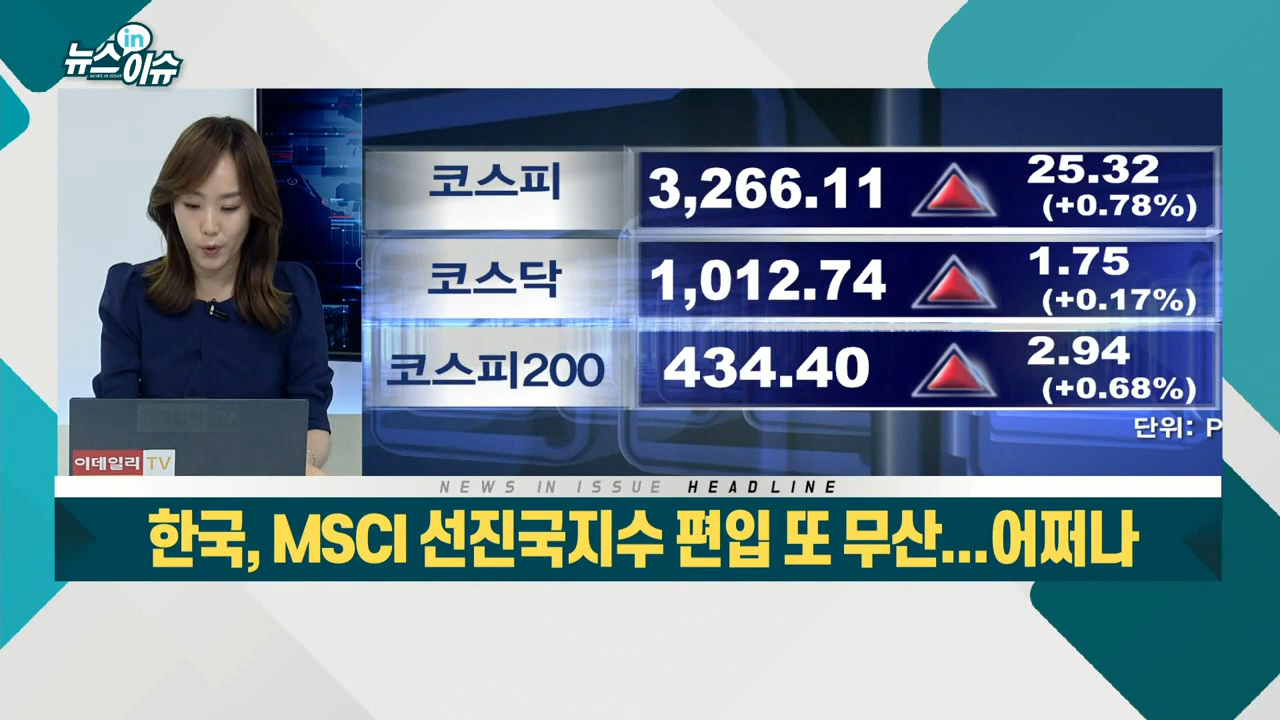 뉴스in이슈
NEWS IN ISSUE
코스피 3,266.11 ▲ 25.32 (+0.78%)
코스닥 1,012.74 ▲ 1.75 (+0.17%)
코스피200 434.40 ▲ 2.94 (+0.68%)
단위: P
이데일리TV
NEWS IN ISSUE HEADLINE
한국, MSCI 선진국지수 편입 또 무산...어쩌나